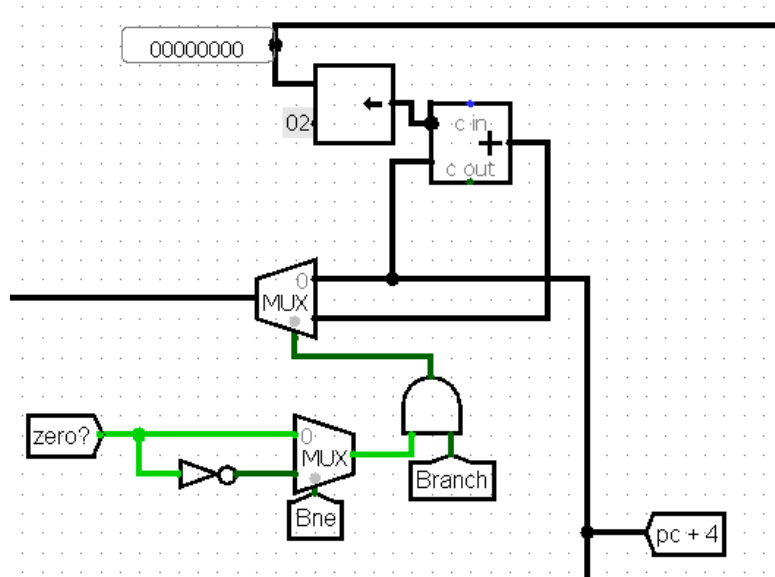 00000000
02
c in
+
c out
0
MUX
zero?
0
MUX
Branch
Bne
pc + 4